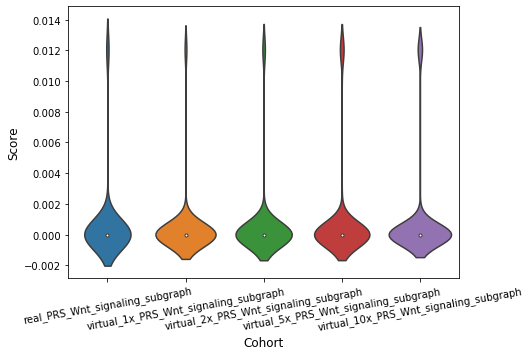 0.014
0.012
0.010
0.008
0.006
0.004
0.002
0.000
−0.002
Score
real_PRS_Wnt_signaling_subgraph
virtual_1x_PRS_Wnt_signaling_subgraph
virtual_2x_PRS_Wnt_signaling_subgraph
virtual_5x_PRS_Wnt_signaling_subgraph
virtual_10x_PRS_Wnt_signaling_subgraph
Cohort